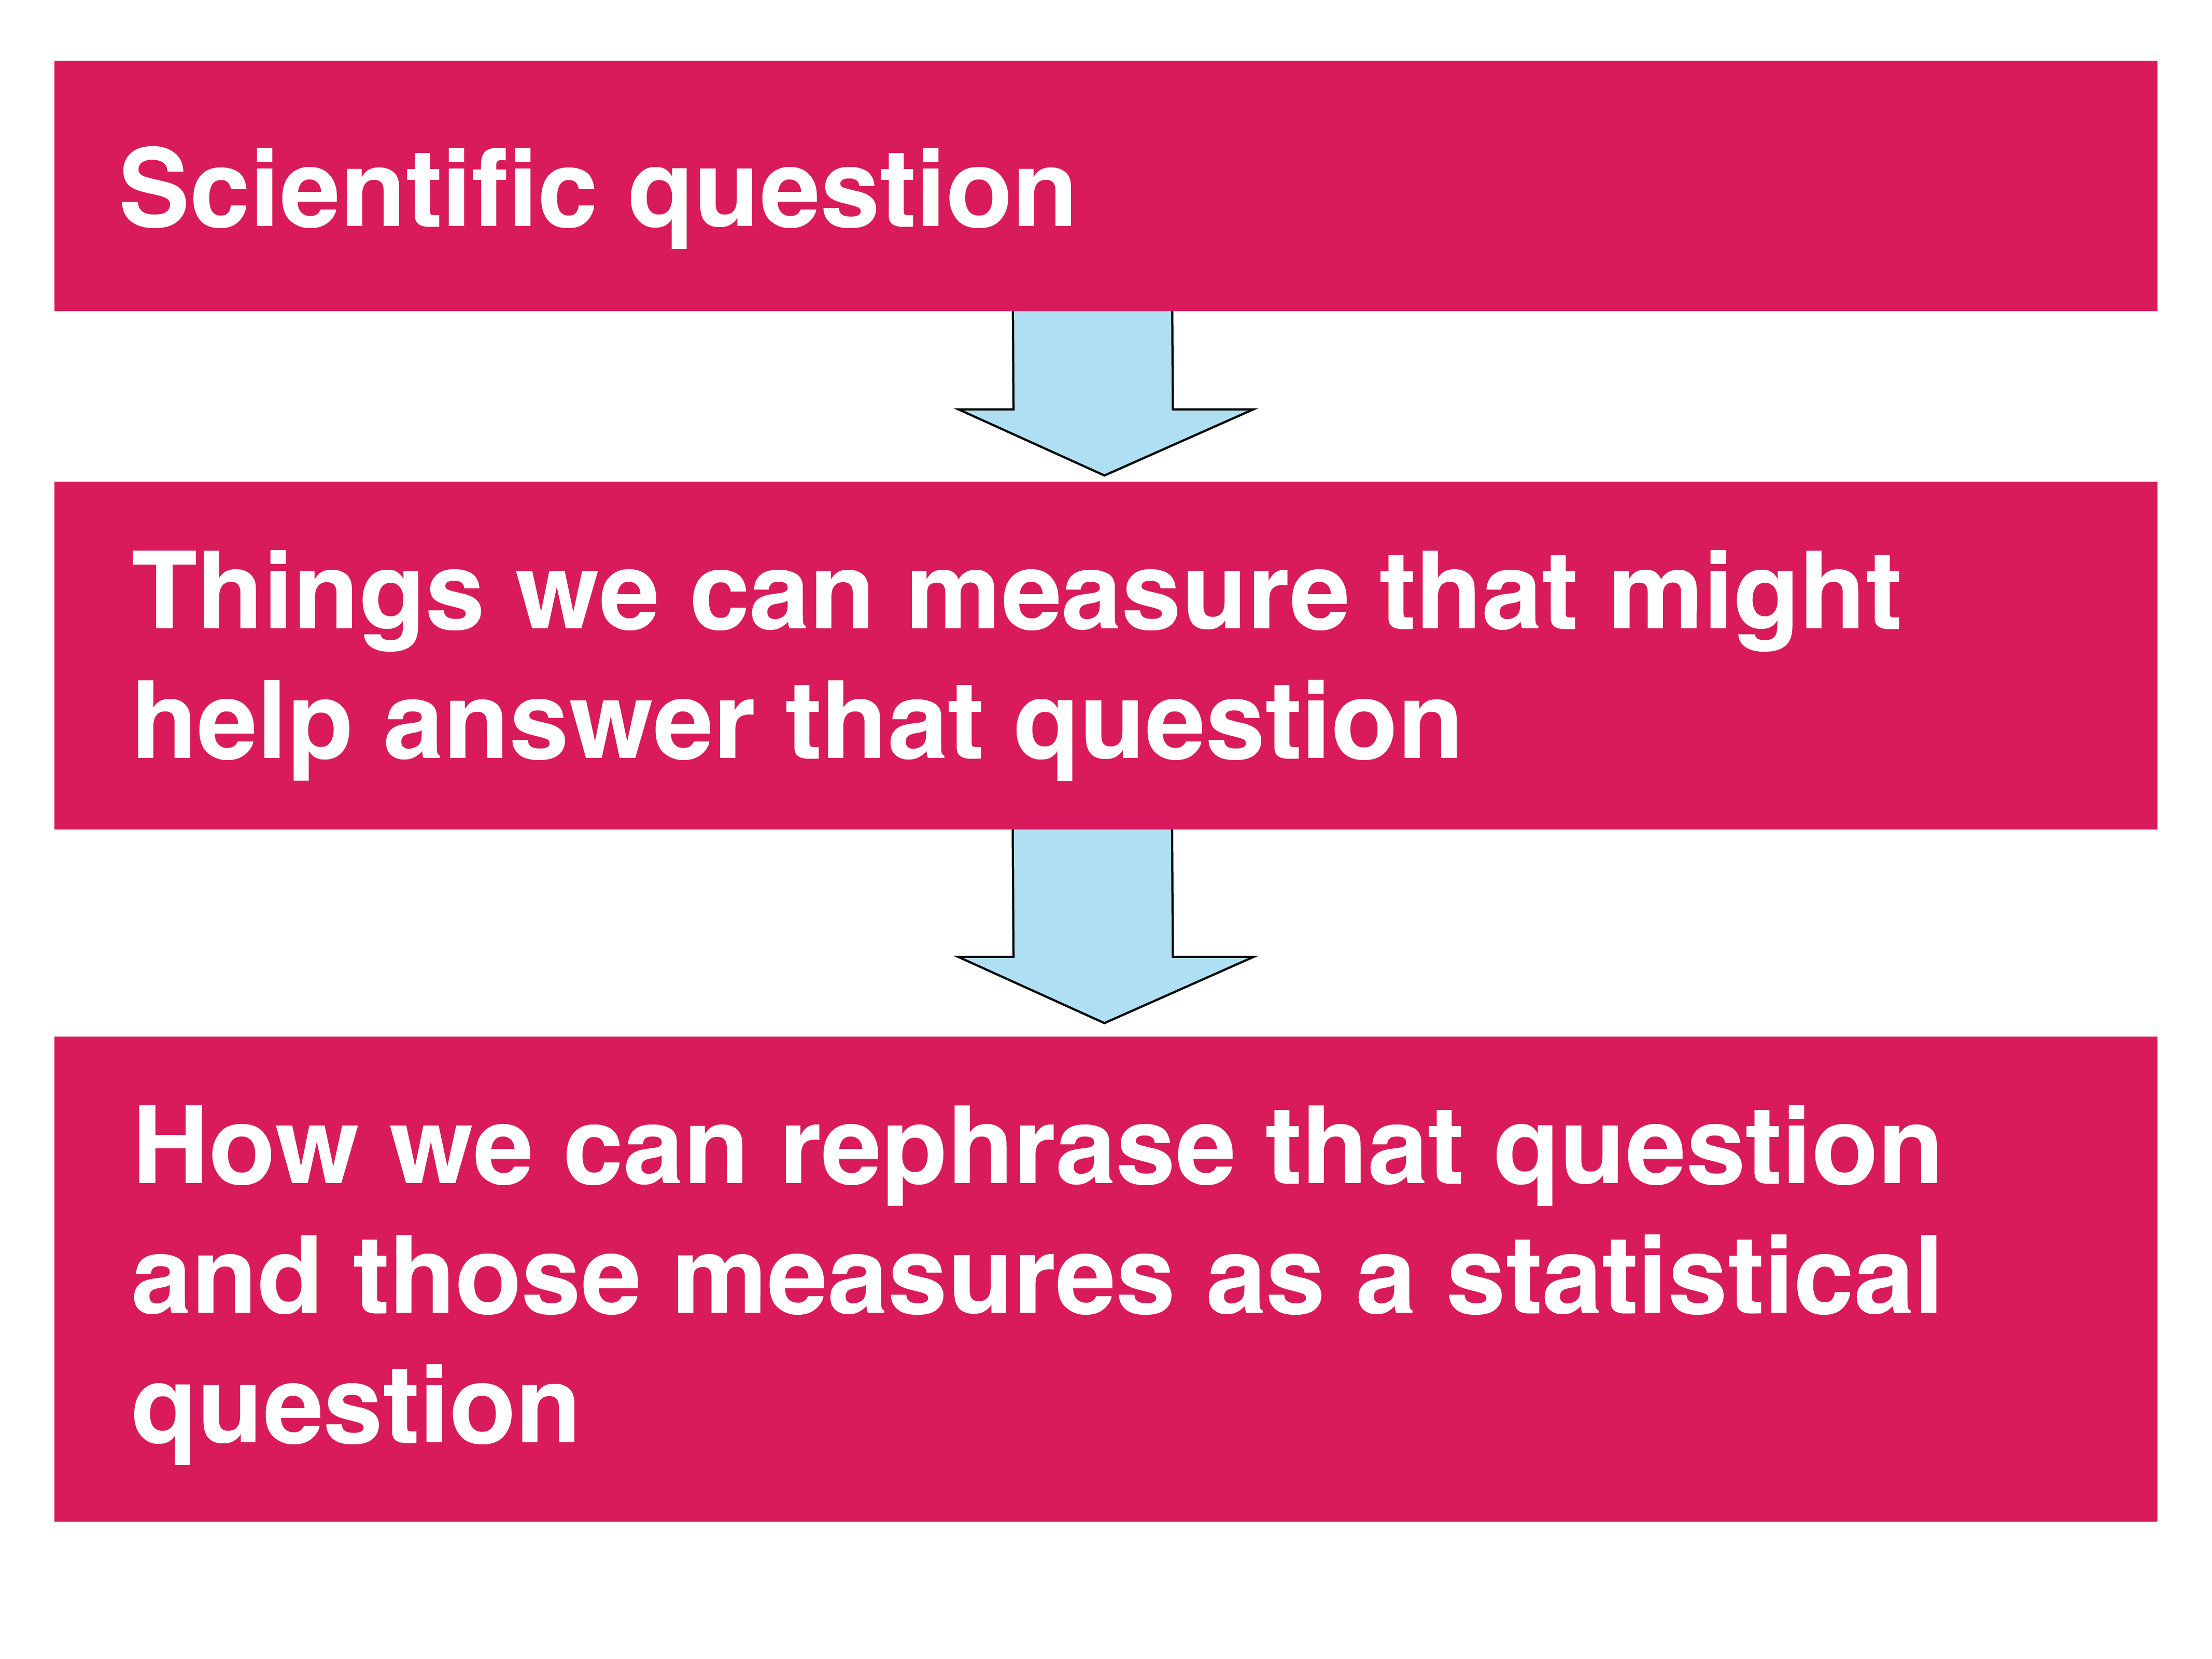 Scientific question
Things we can measure that might
help answer that question
How we can rephrase that question
and those measures as a statistical
question